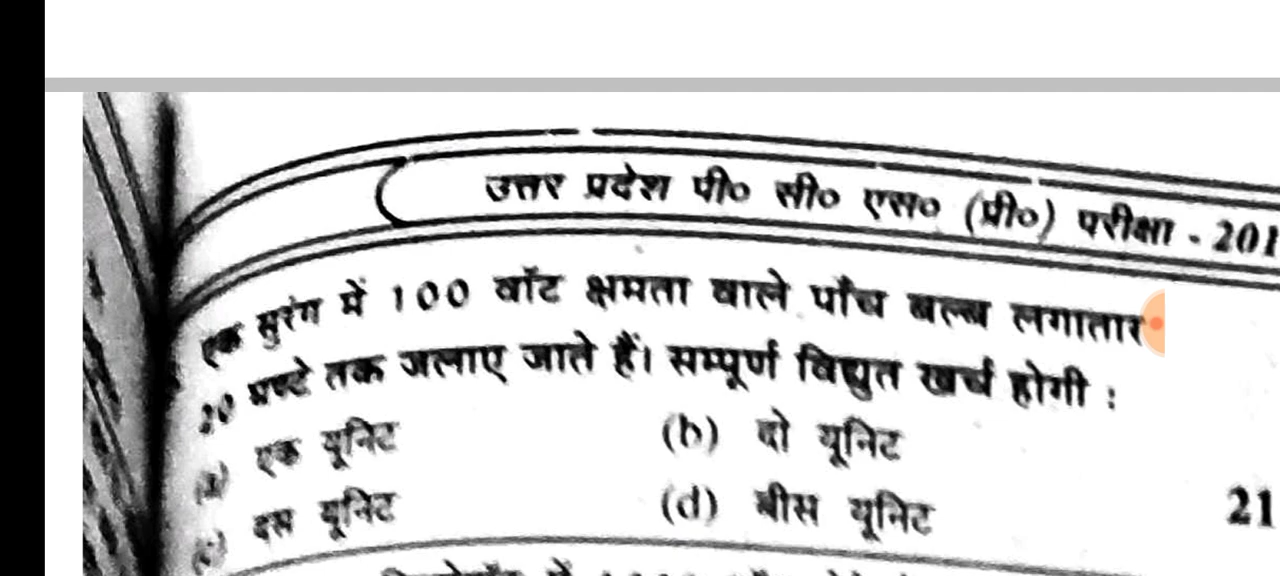 उत्तर प्रदेश पी० सी० एस० (प्री०) परीक्षा - 201
एक सुरंग में 100 वॉट क्षमता वाले पाँच बल्ब लगातार
20 घण्टे तक जलाए जाते हैं। सम्पूर्ण विद्युत खर्च होगी :
(a) एक यूनिट (b) दो यूनिट
(c) दस यूनिट (d) बीस यूनिट
21